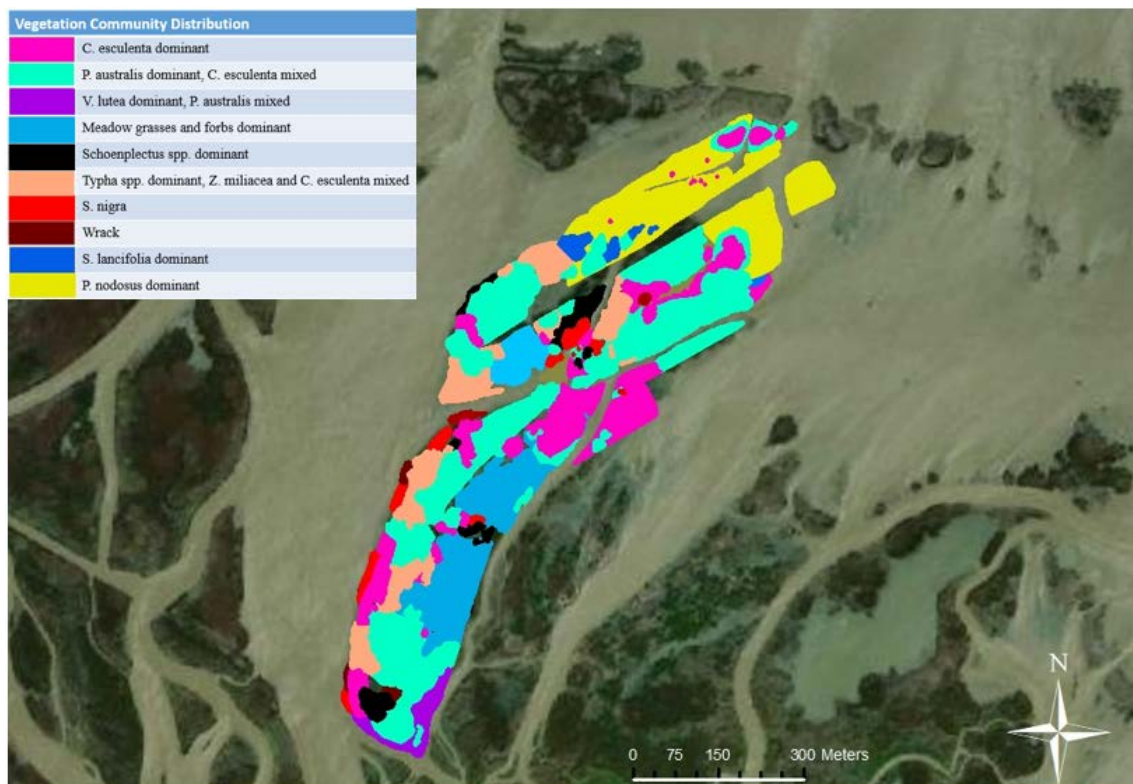 Vegetation Community Distribution
C. esculenta dominant
P. australis dominant, C. esculenta mixed
V. lutea dominant, P. australis mixed
Meadow grasses and forbs dominant
Schoenplectus spp. dominant
Typha spp. dominant, Z. miliacea and C. esculenta mixed
S. nigra
Wrack
S. lancifolia dominant
P. nodosus dominant
N
0 75 150 300 Meters